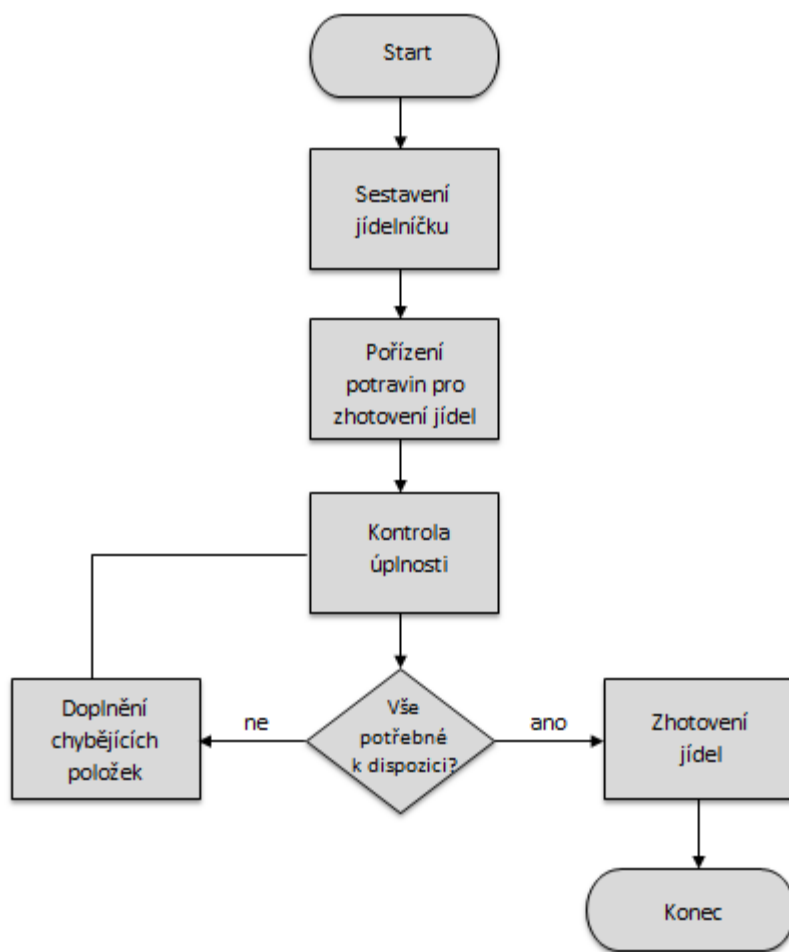 Start
Sestavení
jídelníčku
Pořízení
potravin pro
zhotovení jídel
Kontrola
úplnosti
Vše
potřebné
k dispozici?
ne
Doplnění
chybějících
položek
ano
Zhotovení
jídel
Konec